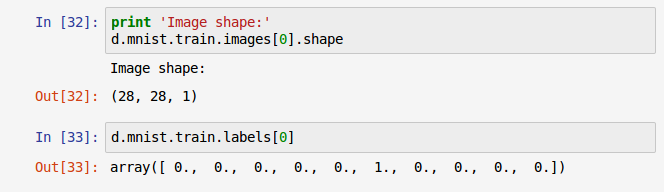 In [32]: print 'Image shape:'
d.mnist.train.images[0].shape
Image shape:
Out[32]: (28, 28, 1)
In [33]: d.mnist.train.labels[0]
Out[33]: array([ 0.,  0.,  0.,  0.,  0.,  1.,  0.,  0.,  0.,  0.])